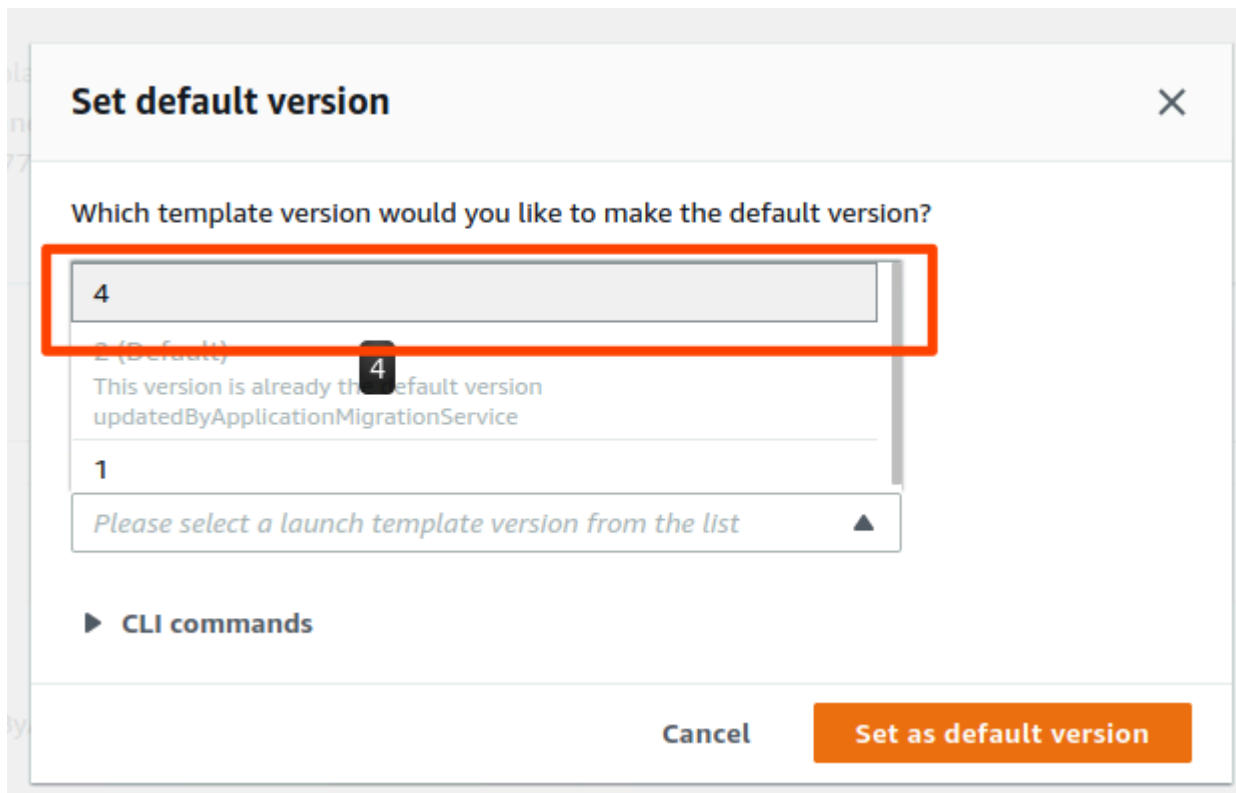 Set default version
Which template version would you like to make the default version?
4
2 (Default)
4
This version is already the default version
updatedByApplicationMigrationService
1
Please select a launch template version from the list
CLI commands
Cancel
Set as default version